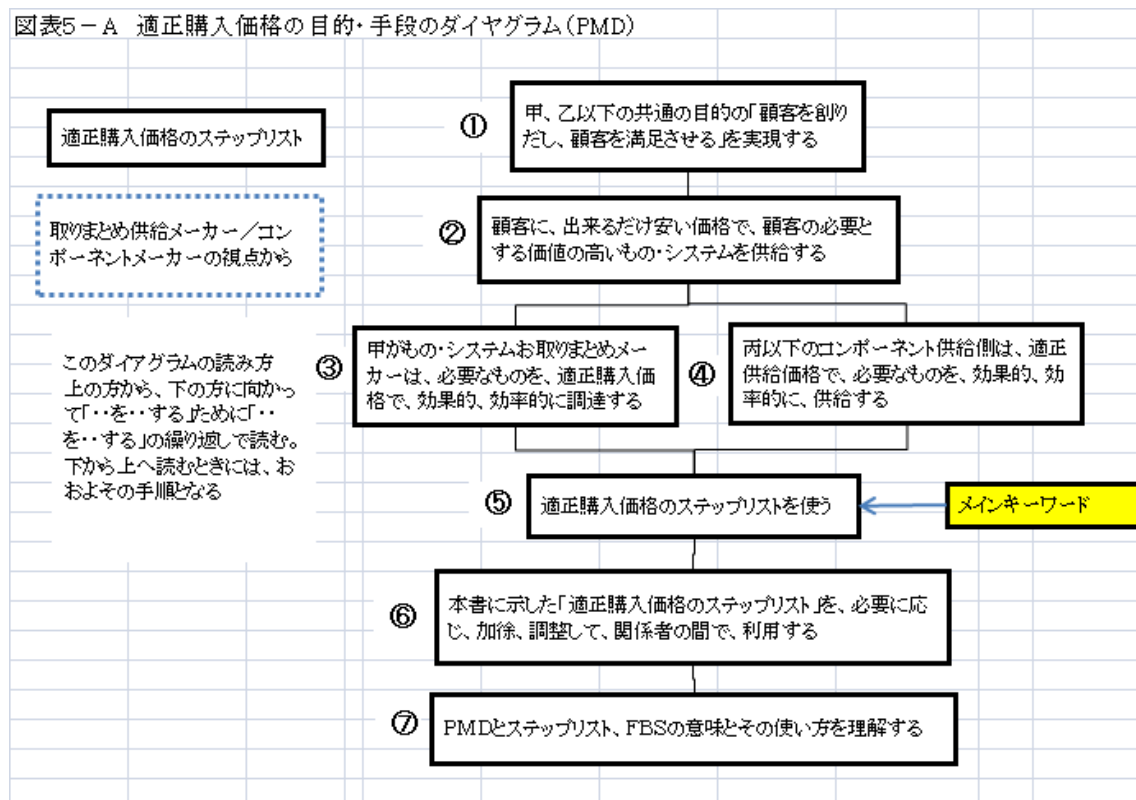 図表5-A 適正購入価格の目的・手段のダイヤグラム(PMD)
適正購入価格のステップリスト
取りまとめ供給メーカー/コン
ポーネントメーカーの視点から
このダイアグラムの読み方
上の方から、下の方に向かっ
て「・・を・・する」ために「・・
を・・する」の繰り返しで読む。
下から上へ読むときには、お
およその手順となる
①
甲、乙以下の共通の目的の「顧客を創り
だし、顧客を満足させる」を実現する
②
顧客に、出来るだけ安い価格で、顧客の必要と
する価値の高いもの・システムを供給する
③
甲がもの・システムお取りまとめメ
ーカーは、必要なものを、適正購入価
格で、効果的、効率的に調達する
④
丙以下のコンポーネント供給側は、適正
供給価格で、必要なものを、効果的、効
率的に、供給する
⑤
適正購入価格のステップリストを使う
メインキーワード
⑥
本書に示した「適正購入価格のステップリスト」を、必要に応
じ、加徐、調整して、関係者の間で、利用する
⑦
PMDとステップリスト、FBSの意味とその使い方を理解する